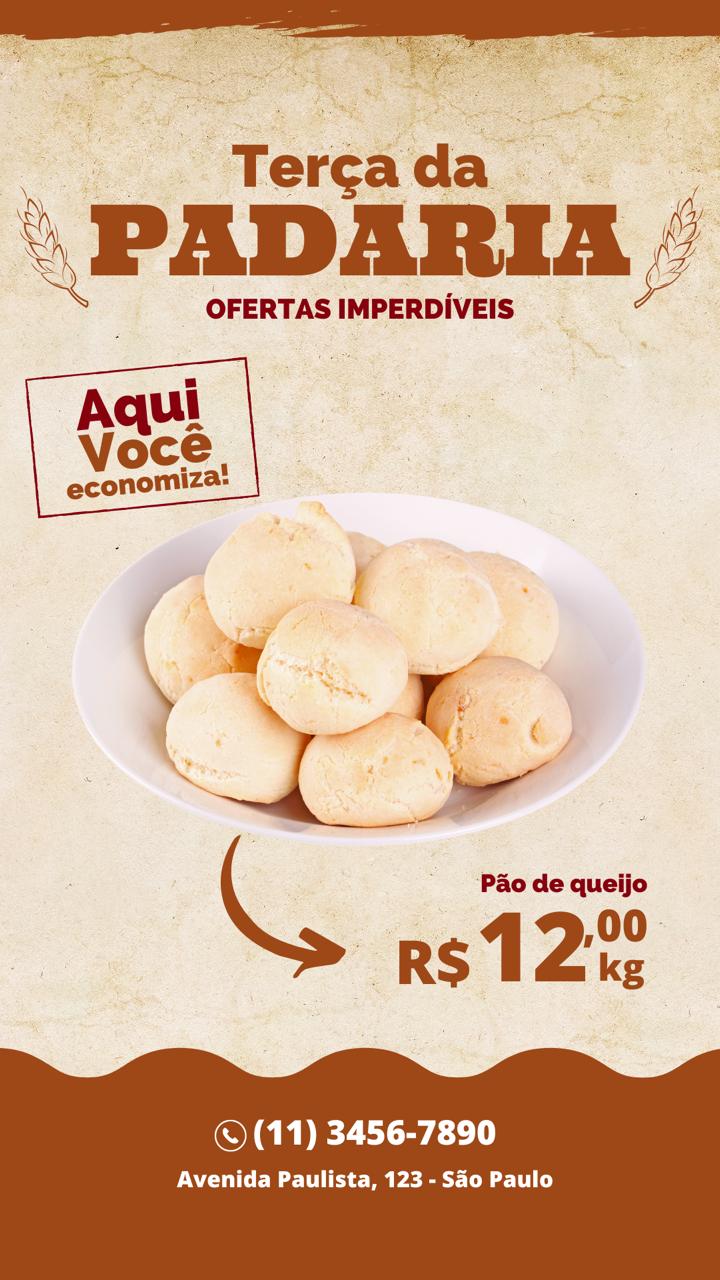 Terça da
PADARIA
OFERTAS IMPERDÍVEIS
Aqui
Você
economiza!
Pão de queijo
R$ 12,00
kg
(11) 3456-7890
Avenida Paulista, 123 - São Paulo